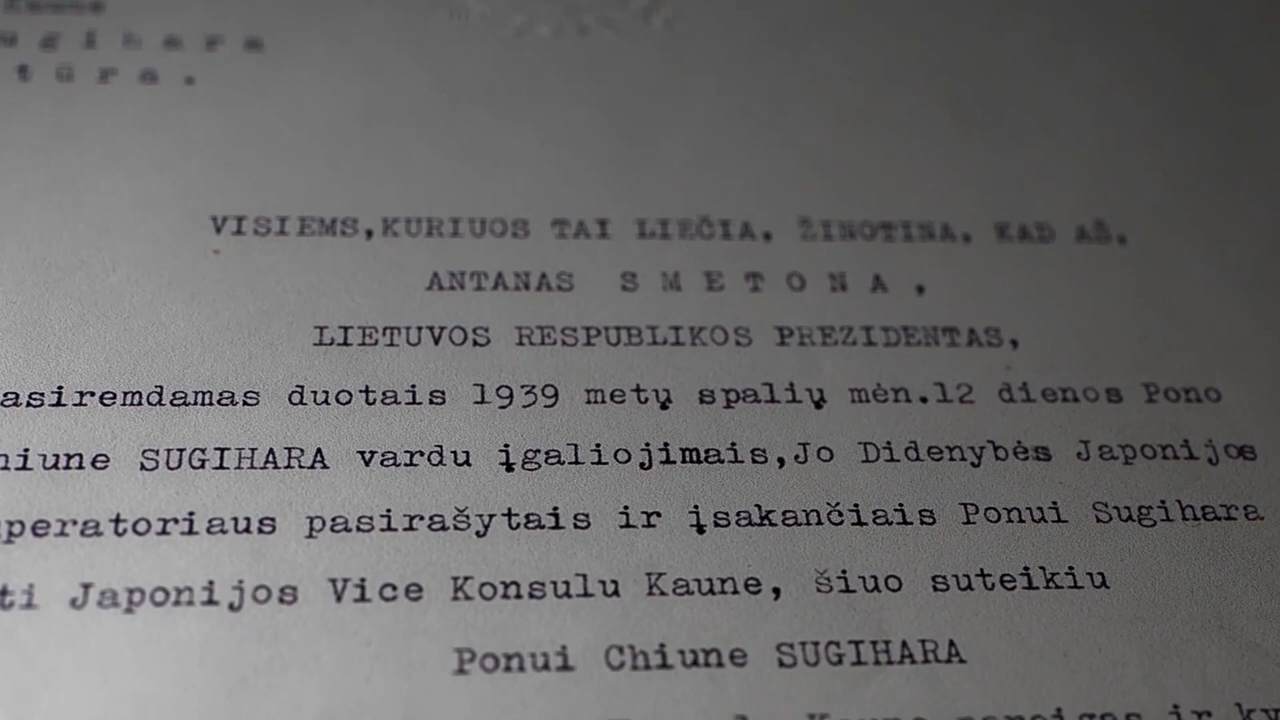 VISIEMS,KURIUOS TAI LIEČIA, ŽINOTINA, KAD AŠ,
ANTANAS S M E T O N A ,
LIETUVOS RESPUBLIKOS PREZIDENTAS,
asiremdamas duotais 1939 metų spalių mėn.12 dienos Pono
hiune SUGIHARA vardu įgaliojimais,Jo Didenybės Japonijos
peratoriaus pasirašytais ir įsakančiais Ponui Sugihara
ti Japonijos Vice Konsulu Kaune, šiuo suteikiu
Ponui Chiune SUGIHARA